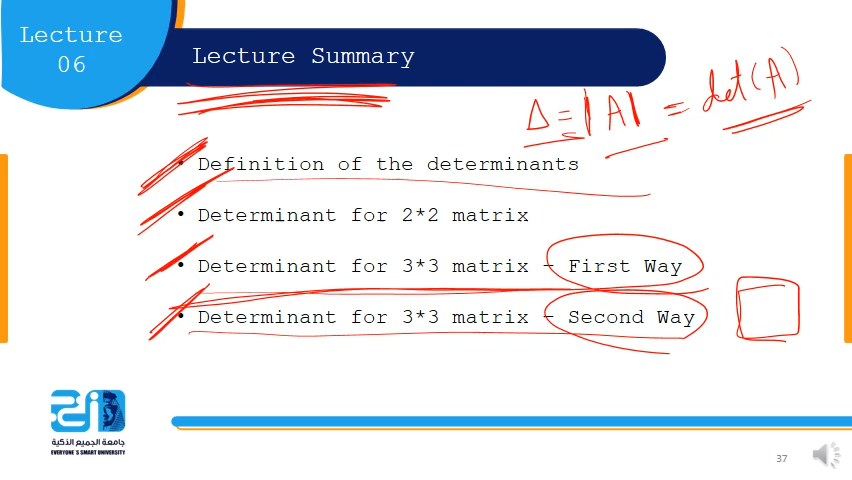 Lecture
06
Lecture Summary
Δ = |A| = det(A)
• Definition of the determinants
• Determinant for 2*2 matrix
• Determinant for 3*3 matrix – First Way
• Determinant for 3*3 matrix – Second Way
جامعة الجميع الذكية
EVERYONE'S SMART UNIVERSITY
37